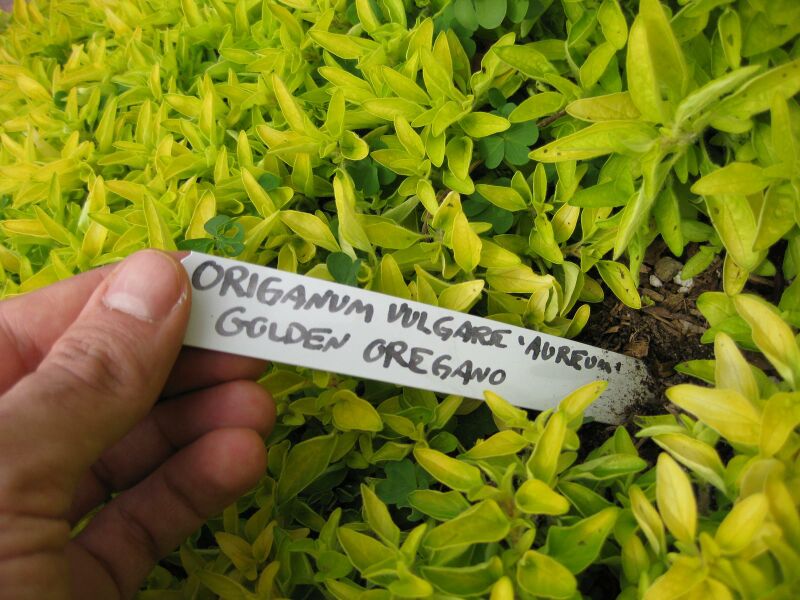 ORIGANUM VULGARE 'AUREUM'
GOLDEN OREGANO